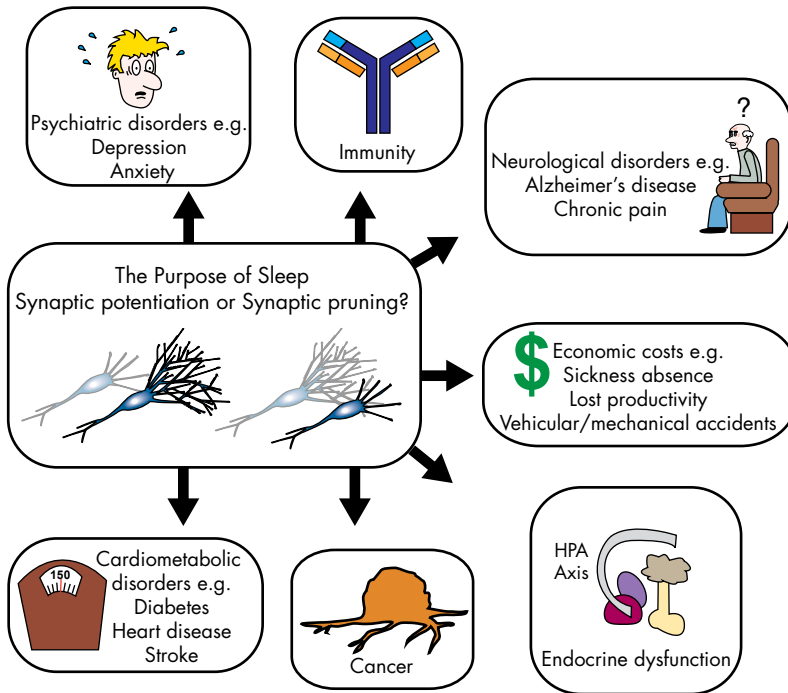 Psychiatric disorders e.g.
Depression
Anxiety
Immunity
?
Neurological disorders e.g.
Alzheimer's disease
Chronic pain
The Purpose of Sleep
Synaptic potentiation or Synaptic pruning?
$
Economic costs e.g.
Sickness absence
Lost productivity
Vehicular/mechanical accidents
150
Cardiometabolic
disorders e.g.
Diabetes
Heart disease
Stroke
Cancer
HPA
Axis
Endocrine dysfunction